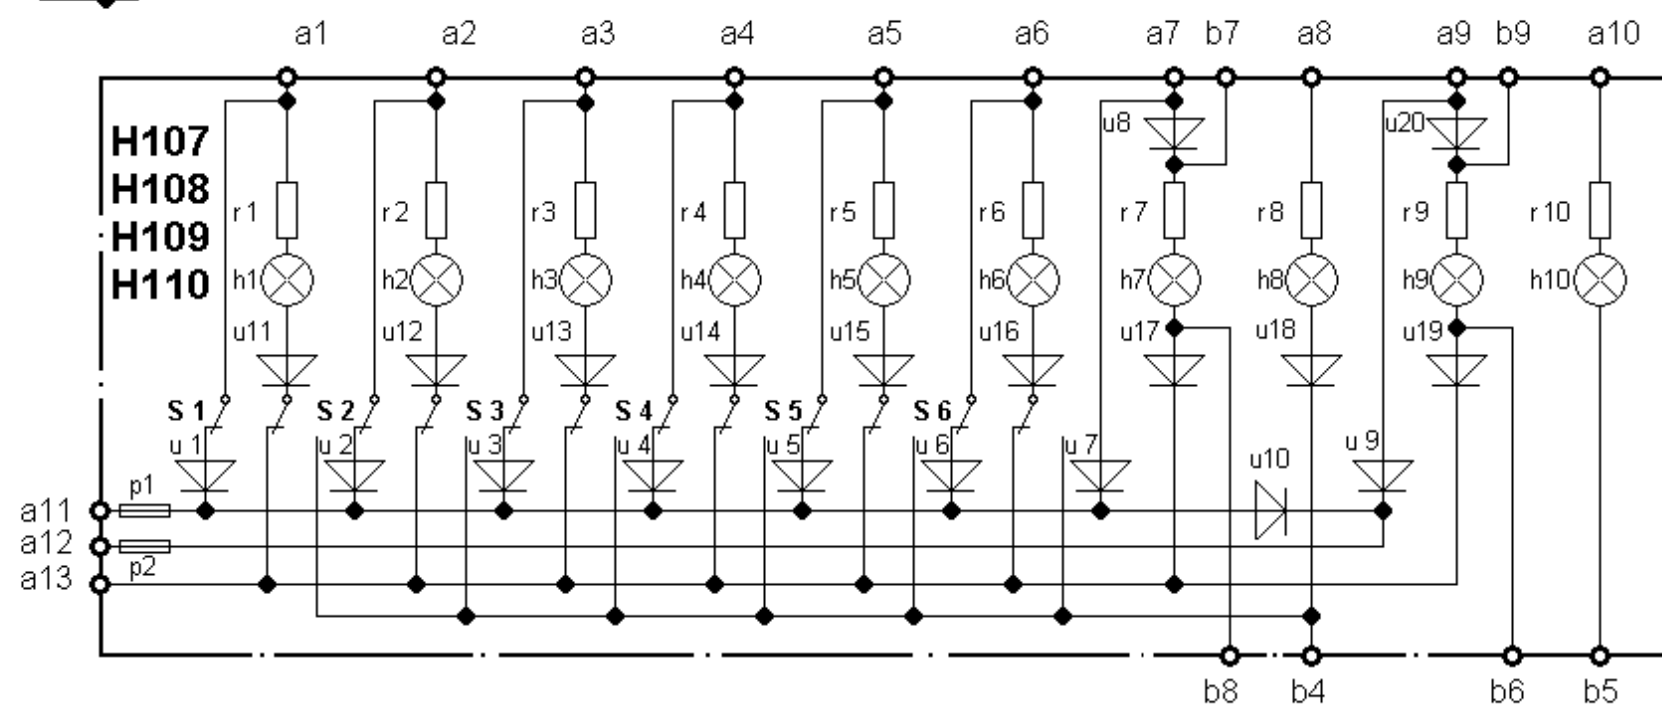 a1 a2 a3 a4 a5 a6 a7 b7 a8 a9 b9 a10
u8 u20
H107
H108
H109
H110
r1 r2 r3 r4 r5 r6 r7 r8 r9 r10
h1 h2 h3 h4 h5 h6 h7 h8 h9 h10
u11 u12 u13 u14 u15 u16 u17 u18 u19
S 1 S 2 S 3 S 4 S 5 S 6
u 1 u 2 u 3 u 4 u 5 u 6 u 7 u 9
u10
p1
a11
a12
p2
a13
b8 b4 b6 b5